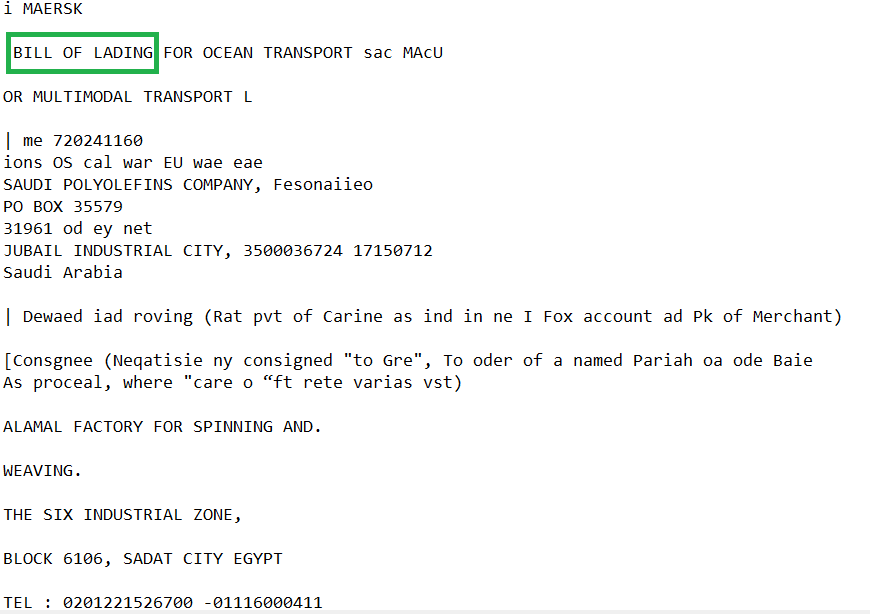 i MAERSK
BILL OF LADING FOR OCEAN TRANSPORT sac MAcU
OR MULTIMODAL TRANSPORT L
| me 720241160
ions OS cal war EU wae eae
SAUDI POLYOLEFINS COMPANY, Fesonaiieo
PO BOX 35579
31961 od ey net
JUBAIL INDUSTRIAL CITY, 3500036724 17150712
Saudi Arabia
| Dewaed iad roving (Rat pvt of Carine as ind in ne I Fox account ad Pk of Merchant)
[Consgnee (Neqatisie ny consigned "to Gre", To oder of a named Pariah oa ode Baie
As proceal, where "care o “ft rete varias vst)
ALAMAL FACTORY FOR SPINNING AND.
WEAVING.
THE SIX INDUSTRIAL ZONE,
BLOCK 6106, SADAT CITY EGYPT
TEL : 0201221526700 -01116000411